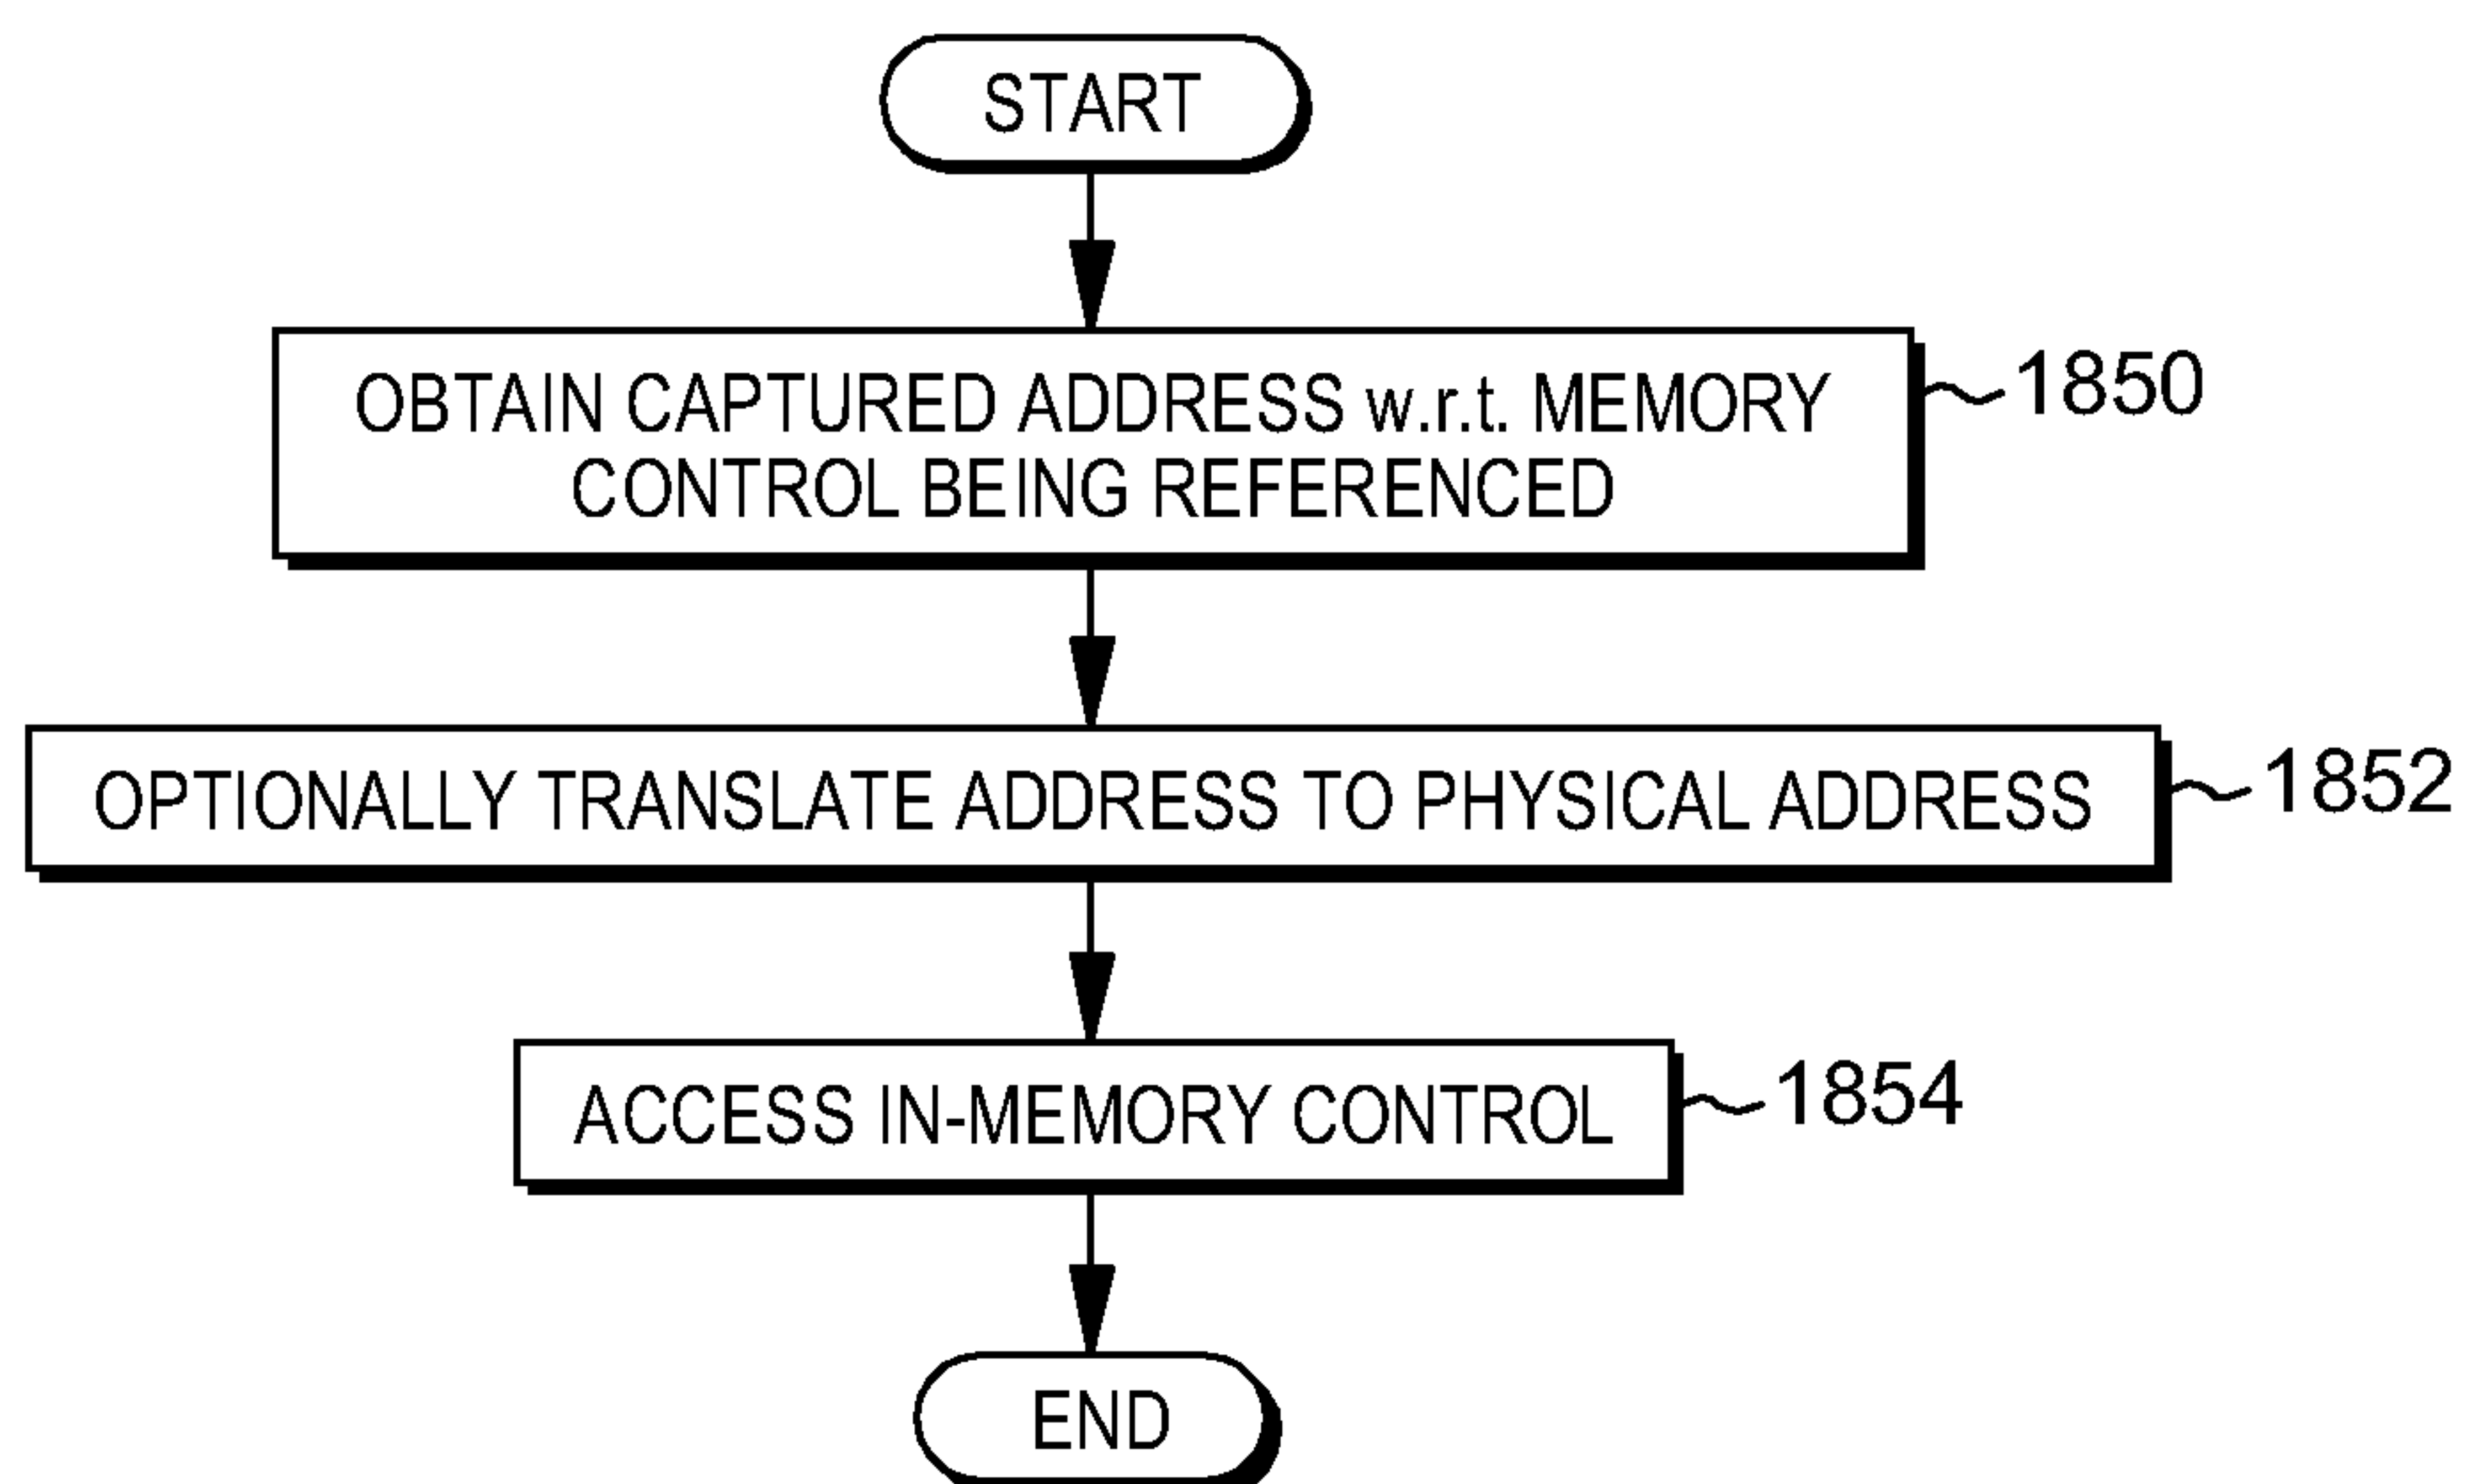 START
OBTAIN CAPTURED ADDRESS w.r.t. MEMORY
CONTROL BEING REFERENCED
1850
OPTIONALLY TRANSLATE ADDRESS TO PHYSICAL ADDRESS
1852
ACCESS IN-MEMORY CONTROL
1854
END